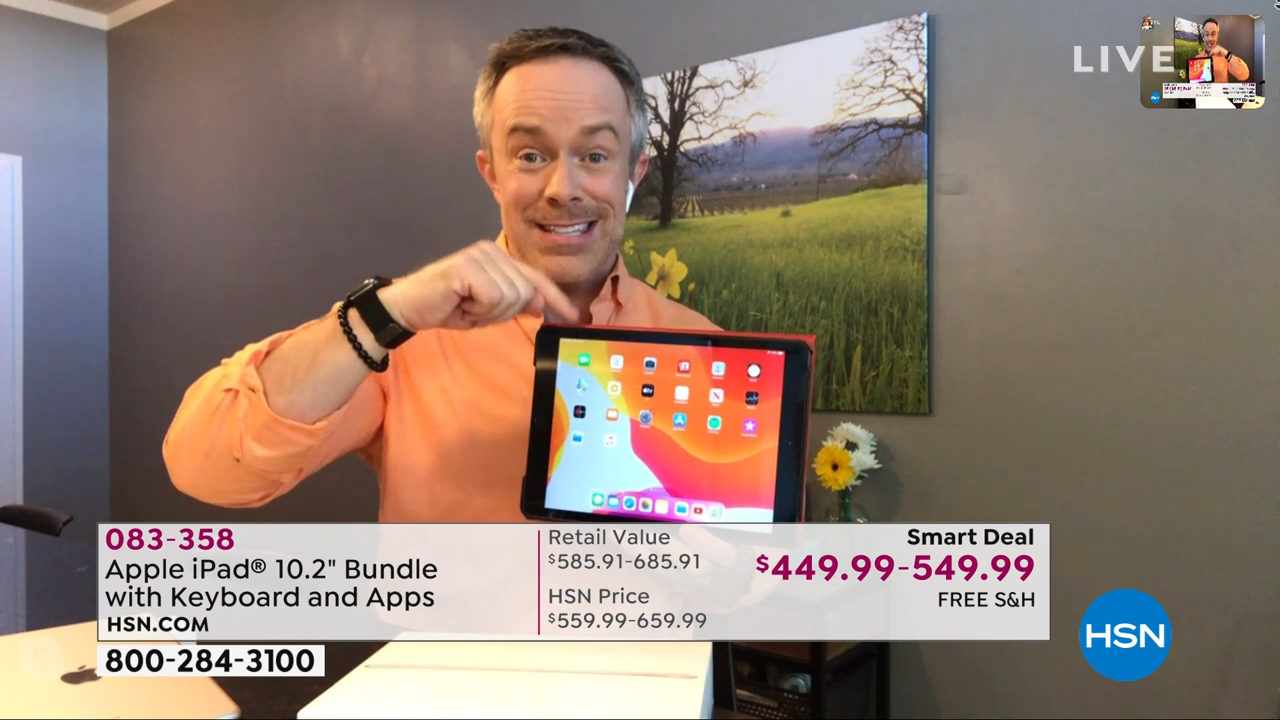 LIVE
083-358
Apple iPad® 10.2" Bundle
with Keyboard and Apps
HSN.COM
800-284-3100
Retail Value
$585.91-685.91
HSN Price
$559.99-659.99
Smart Deal
$449.99-549.99
FREE S&H
HSN